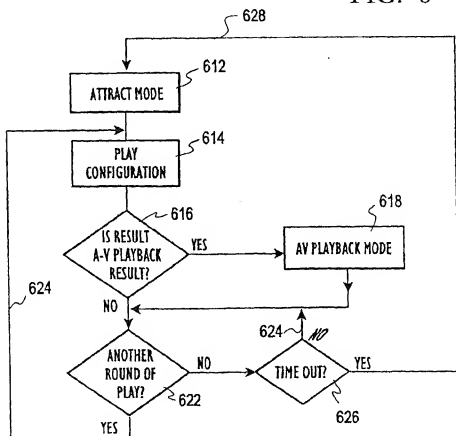 628
612
ATTRACT MODE
614
PLAY
CONFIGURATION
616
618
IS RESULT
A-V PLAYBACK
RESULT?
YES
AV PLAYBACK MODE
624
NO
624
NO
ANOTHER
ROUND OF
PLAY?
NO
TIME OUT?
YES
622
626
YES